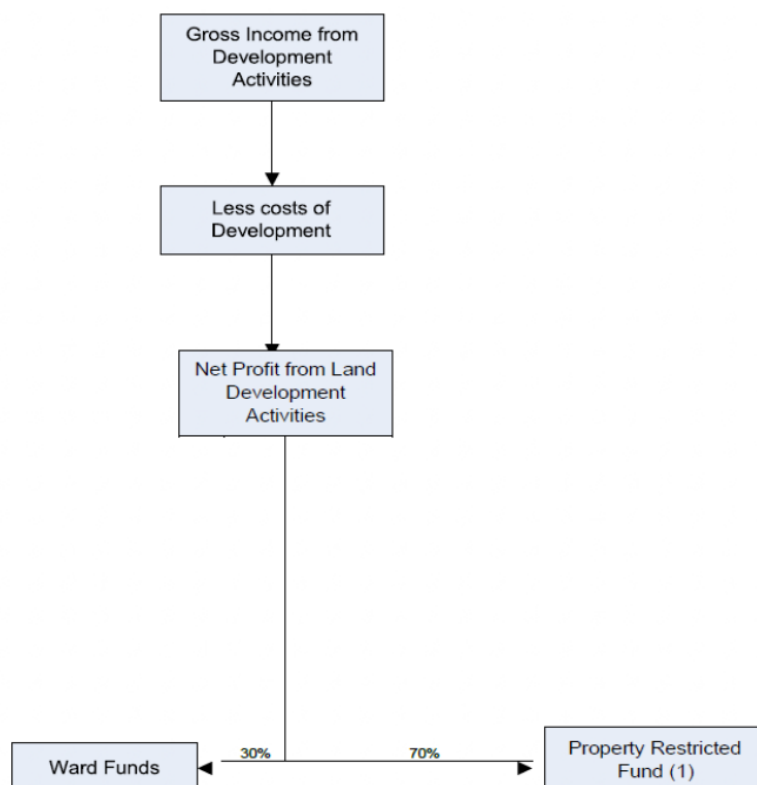 Gross Income from
Development
Activities
Less costs of
Development
Net Profit from Land
Development
Activities
30%
70%
Ward Funds
Property Restricted
Fund (1)